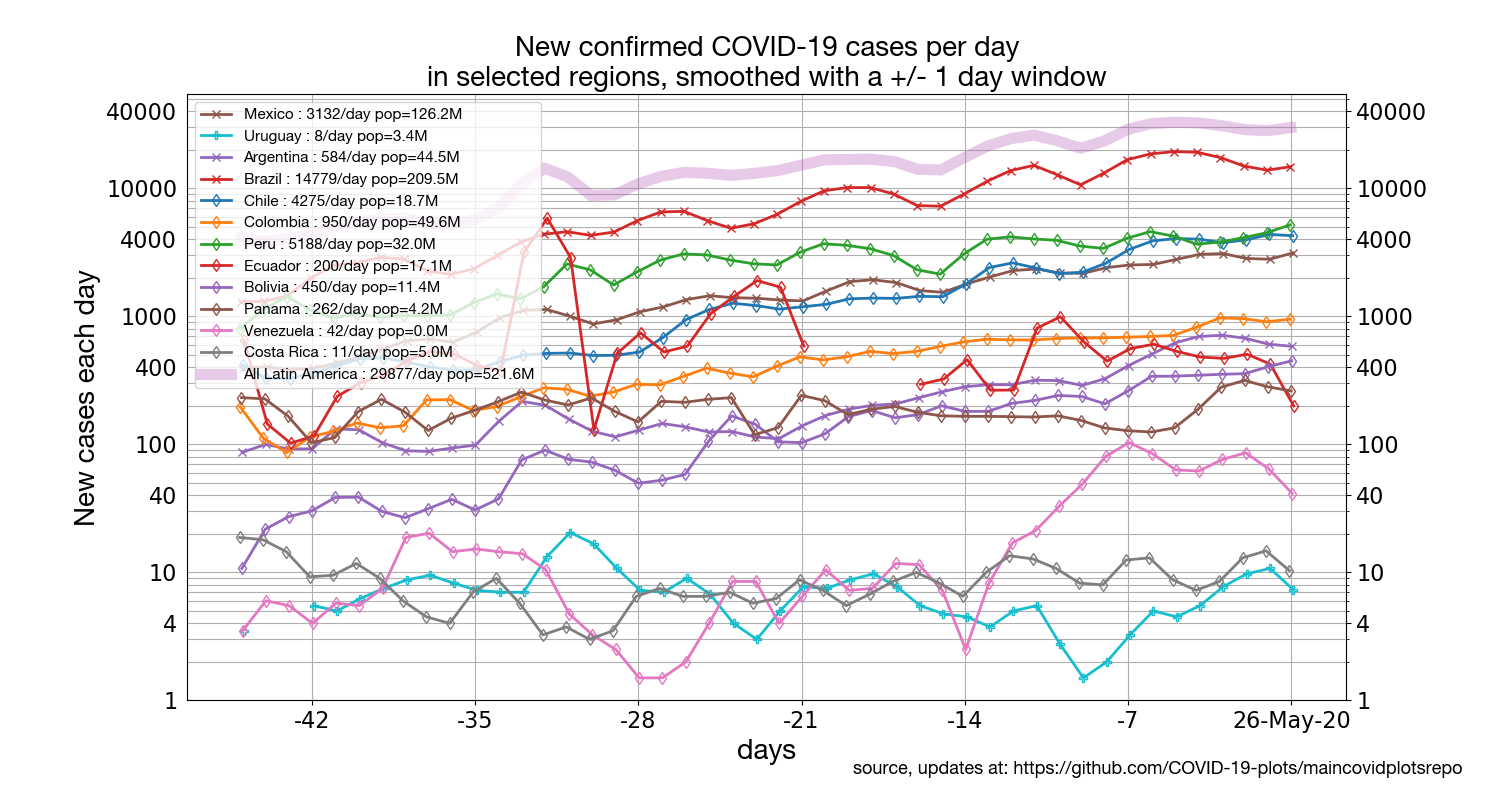 New confirmed COVID-19 cases per day
in selected regions, smoothed with a +/- 1 day window
Mexico : 3132/day pop=126.2M
Uruguay : 8/day pop=3.4M
Argentina : 584/day pop=44.5M
Brazil : 14779/day pop=209.5M
Chile : 4275/day pop=18.7M
Colombia : 950/day pop=49.6M
Peru : 5188/day pop=32.0M
Ecuador : 200/day pop=17.1M
Bolivia : 450/day pop=11.4M
Panama : 262/day pop=4.2M
Venezuela : 42/day pop=0.0M
Costa Rica : 11/day pop=5.0M
All Latin America : 29877/day pop=521.6M
New cases each day
40000
10000
4000
1000
400
100
40
10
4
1
40000
10000
4000
1000
400
100
40
10
4
1
-42 -35 -28 -21 -14 -7 26-May-20
days
source, updates at: https://github.com/COVID-19-plots/maincovidplotsrepo